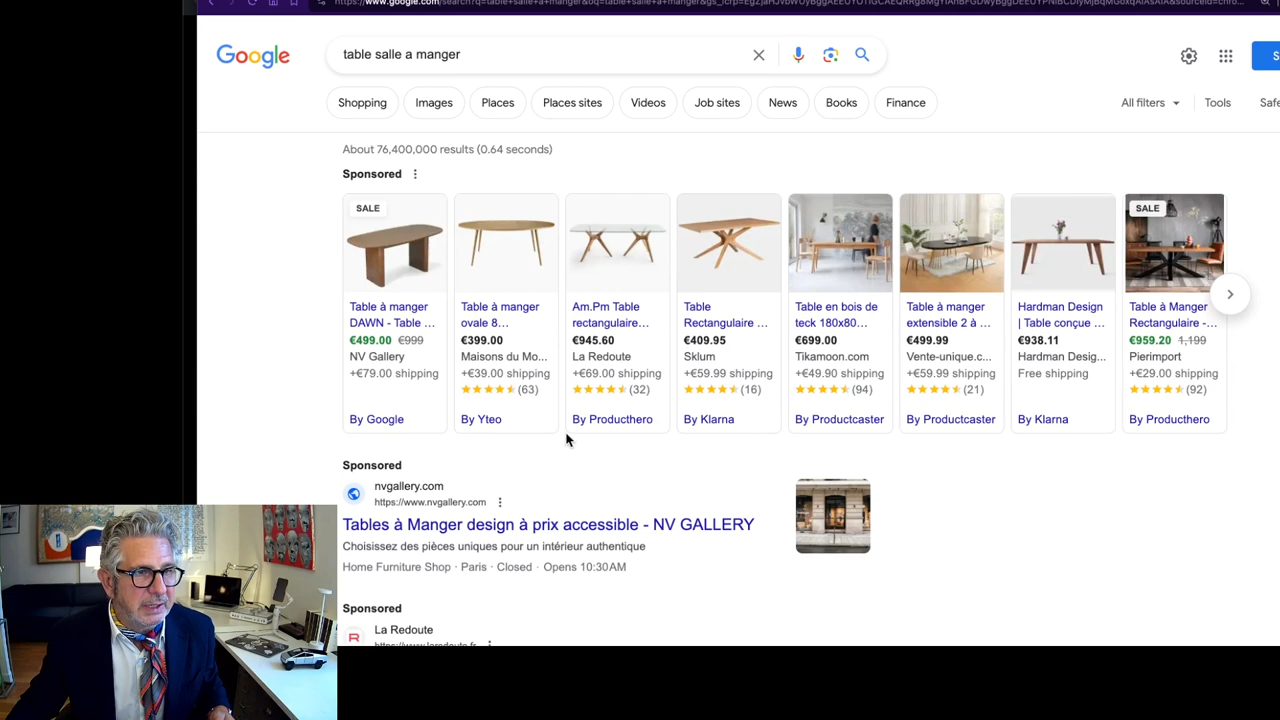 Google
table salle a manger
Shopping
Images
Places
Places sites
Videos
Job sites
News
Books
Finance
All filters
Tools
Safe
About 76,400,000 results (0.64 seconds)
Sponsored
SALE
Table à manger
DAWN - Table ...
€499.00 €999
NV Gallery
+€79.00 shipping
By Google
Table à manger
ovale 8...
€399.00
Maisons du Mo...
+€39.00 shipping
(63)
By Yteo
Am.Pm Table
rectangulaire...
€945.60
La Redoute
+€69.00 shipping
(32)
By Producthero
Table
Rectangulaire ...
€409.95
Sklum
+€59.99 shipping
(16)
By Klarna
Table en bois de
teck 180x80...
€699.00
Tikamoon.com
+€49.90 shipping
(94)
By Productcaster
Table à manger
extensible 2 à ...
€499.99
Vente-unique.c...
+€59.99 shipping
(21)
By Productcaster
Hardman Design
| Table conçue ...
€938.11
Hardman Desig...
Free shipping
By Klarna
SALE
Table à Manger
Rectangulaire -...
€959.20 1,199
Pierimport
+€29.00 shipping
(92)
By Producthero
Sponsored
nvgallery.com
https://www.nvgallery.com
Tables à Manger design à prix accessible - NV GALLERY
Choisissez des pièces uniques pour un intérieur authentique
Home Furniture Shop · Paris · Closed · Opens 10:30AM
Sponsored
R
La Redoute